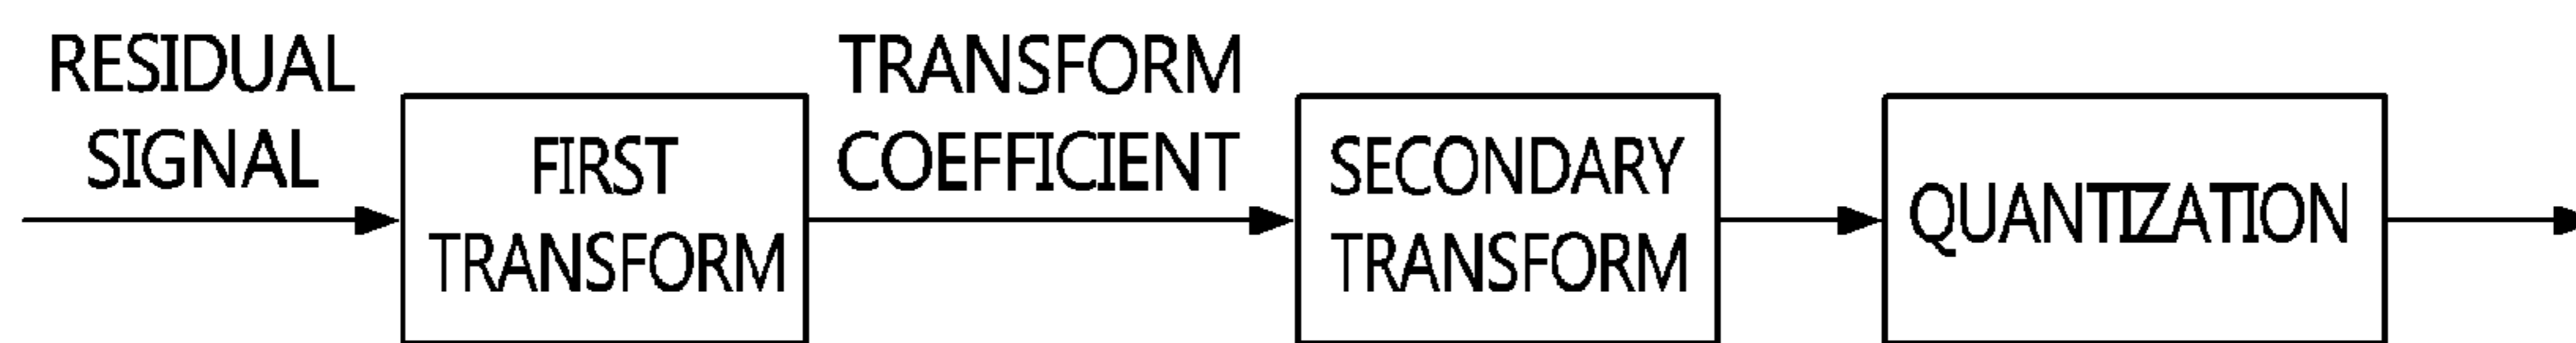 RESIDUAL
SIGNAL
FIRST
TRANSFORM
TRANSFORM
COEFFICIENT
SECONDARY
TRANSFORM
QUANTIZATION